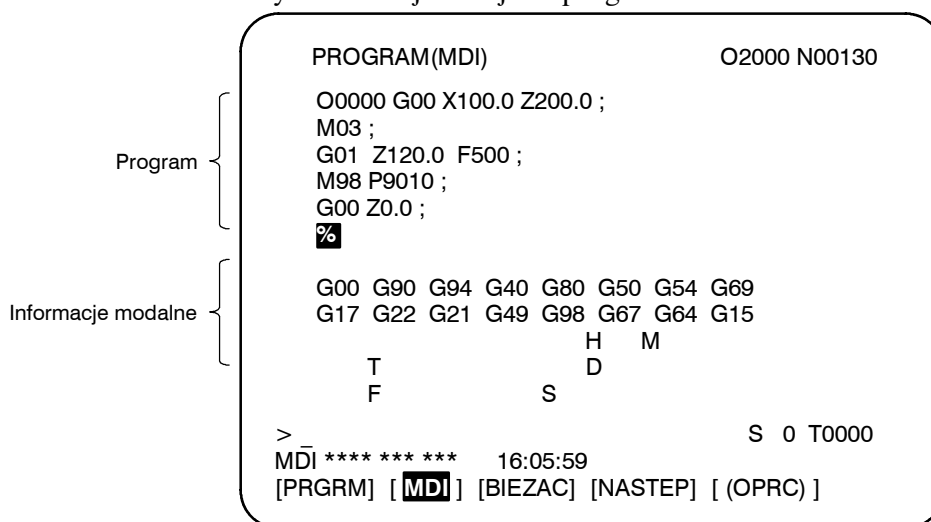 PROGRAM(MDI) O2000 N00130
O0000 G00 X100.0 Z200.0 ;
M03 ;
G01 Z120.0 F500 ;
Program
M98 P9010 ;
G00 Z0.0 ;
%
G00 G90 G94 G40 G80 G50 G54 G69
Informacje modalne
G17 G22 G21 G49 G98 G67 G64 G15
H M
T D
F S
> _ S 0 T0000
MDI **** *** *** 16:05:59
[PRGRM] [ MDI ] [BIEZAC] [NASTEP] [ (OPRC) ]